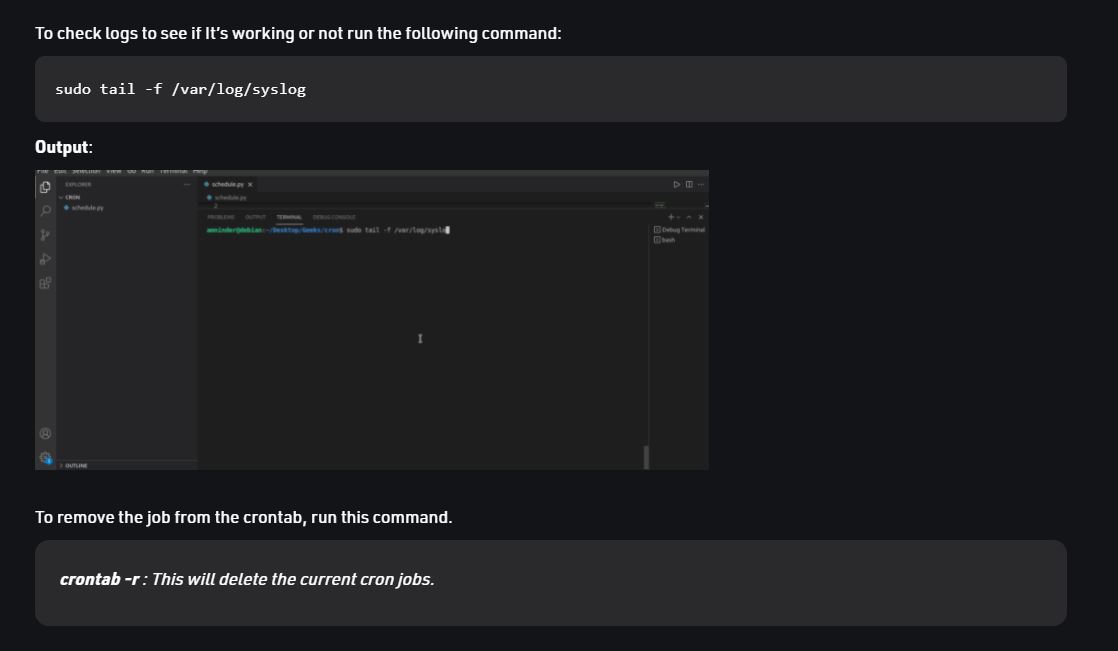 To check logs to see if It’s working or not run the following command:
sudo tail -f /var/log/syslog
Output:
File Edit Selection View Go Run Terminal Help
EXPLORER
schedule.py
CRON
schedule.py
schedule.py
2
PROBLEMS OUTPUT TERMINAL DEBUG CONSOLE
anninder@debian:~/Desktop/Geeks/cron$ sudo tail -f /var/log/syslo
Debug Terminal
bash
OUTLINE
To remove the job from the crontab, run this command.
crontab -r : This will delete the current cron jobs.